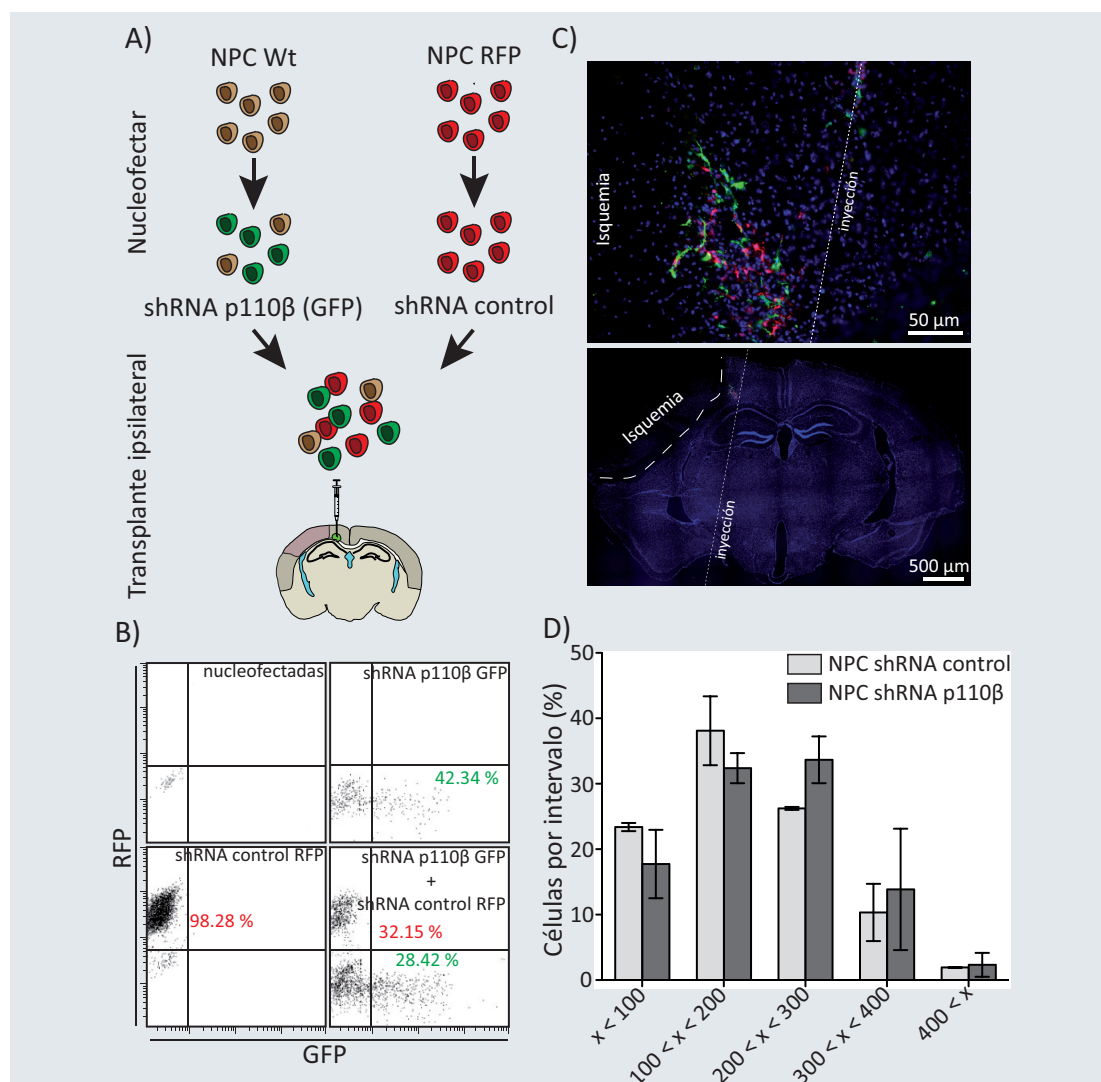 A)
NPC Wt
NPC RFP
Nucleofectar
shRNA p110β (GFP)
shRNA control
Transplante ipsilateral
B)
nucleofectadas
shRNA p110β GFP
42.34 %
shRNA control RFP
98.28 %
shRNA p110β GFP
+
shRNA control RFP
32.15 %
28.42 %
RFP
GFP
C)
Isquemia
inyección
50 µm
Isquemia
inyección
500 µm
D)
Células por intervalo (%)
50
40
30
20
10
0
NPC shRNA control
NPC shRNA p110β
x < 100
100 < x < 200
200 < x < 300
300 < x < 400
400 < x